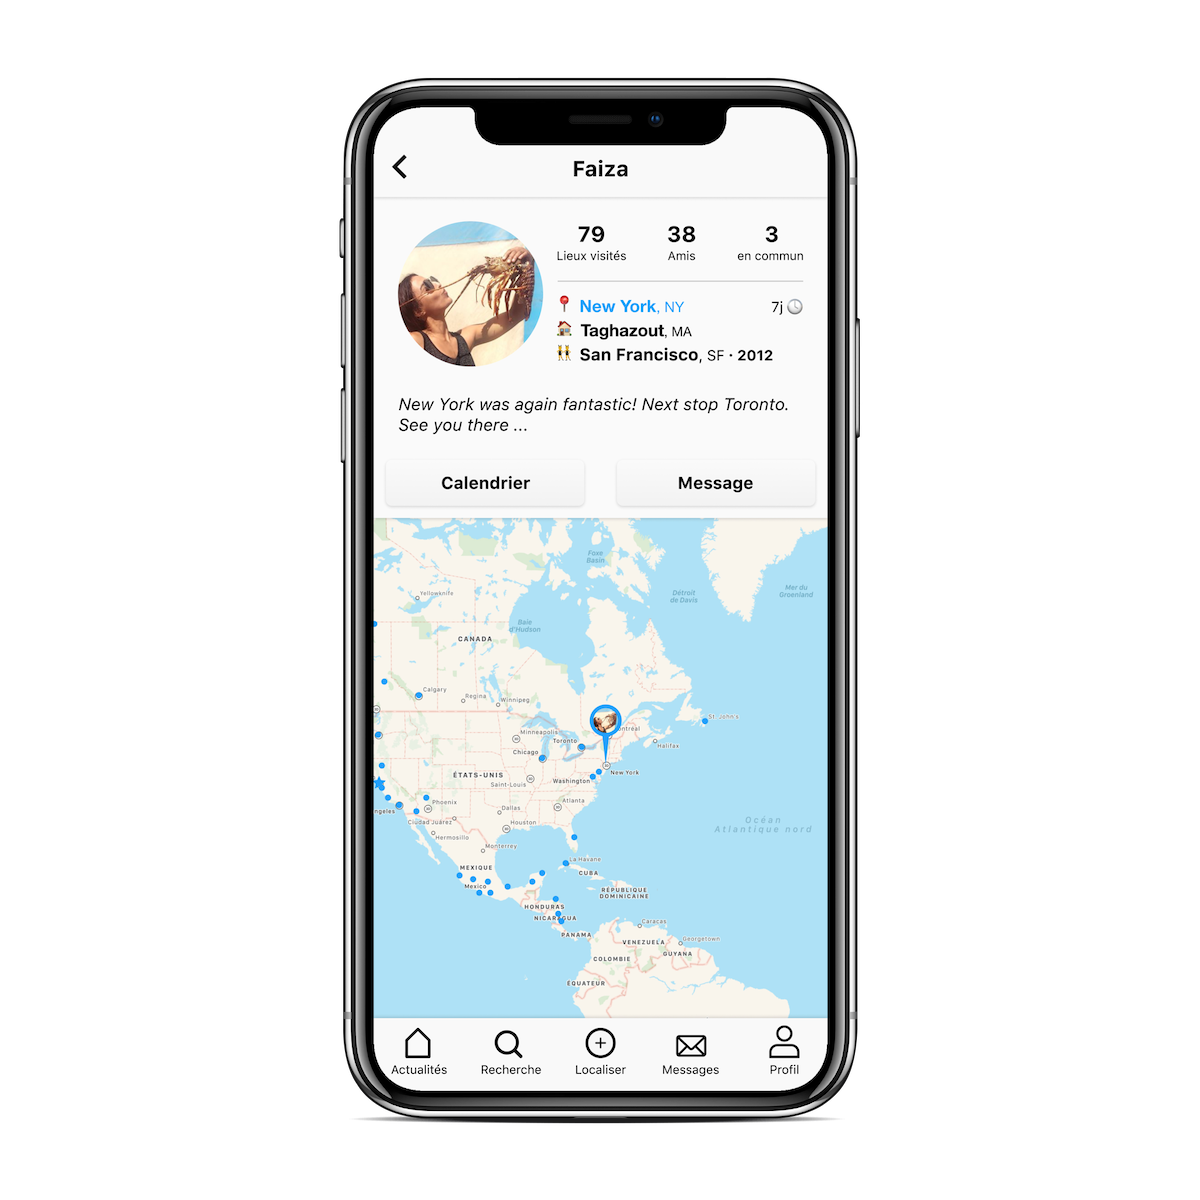 Faiza
79 38 3
Lieux visités Amis en commun
📍 New York, NY 7j
🏠 Taghazout, MA
👯 San Francisco, SF · 2012
New York was again fantastic! Next stop Toronto.
See you there ...
Calendrier Message
Foxe
Basin
Détroit
de Davis
Mer du
Groenland
Yellowknife
Baie
d'Hudson
CANADA
Calgary
Regina
Winnipeg
St. John's
ontréal
Minneapolis
Toronto
Halifax
Chicago
New York
ÉTATS-UNIS
Washington
Saint-Louis
Phoenix
Atlanta
ngeles
Dallas
Ciudad Juárez
Houston
Océan
Atlantique nord
Hermosillo
Monterrey
La Havane
MEXIQUE
CUBA
Mexico
RÉPUBLIQUE
DOMINICAINE
HONDURAS
NICARAGUA
Caracas
PANAMA
VENEZUELA
Georgetown
GUYANA
COLOMBIE
ÉQUATEUR
Actualités Recherche Localiser Messages Profil